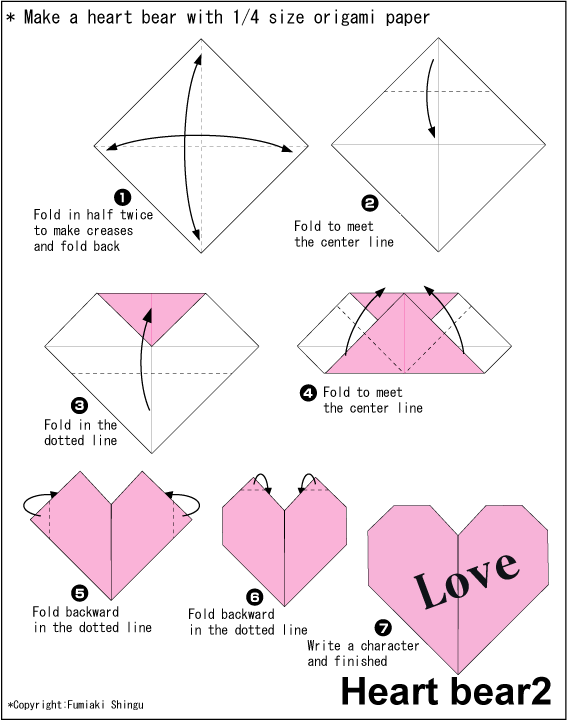 * Make a heart bear with 1/4 size origami paper
1
Fold in half twice
to make creases
and fold back
2
Fold to meet
the center line
3
Fold in the
dotted line
4
Fold to meet
the center line
5
Fold backward
in the dotted line
6
Fold backward
in the dotted line
7
Write a character
and finished
Love
Heart bear2
*Copyright:Fumiaki Shingu